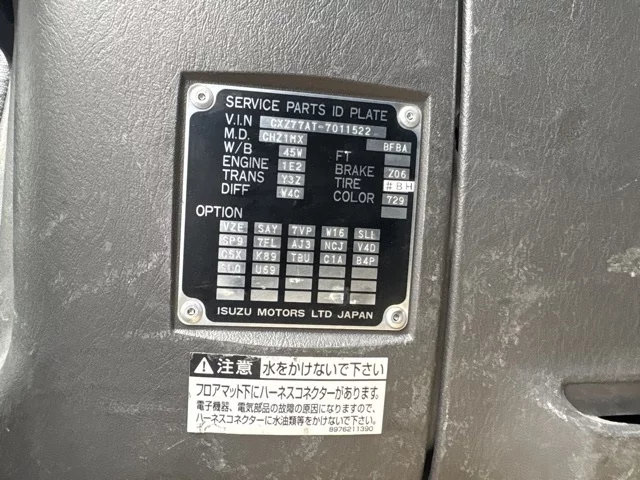 SERVICE PARTS ID PLATE
V.I.N CXZ77AT-7011522
M.D. CHZ1MX BFBA
W/B 45W FT
ENGINE 1E2 BRAKE Z06
TRANS Y3Z TIRE #BH
DIFF W4C COLOR 729
OPTION
VZE SAY 7VP W16 SLL
SP9 7FL AJ3 NCJ V4D
C5X K89 TBU C1A B4P
U69
ISUZU MOTORS LTD JAPAN
注意 水をかけないで下さい
フロアマット下にハーネスコネクターがあります。
電子機器、電気部品の故障の原因になりますので、
ハーネスコネクターに水油類等をかけないで下さい。
8976211390